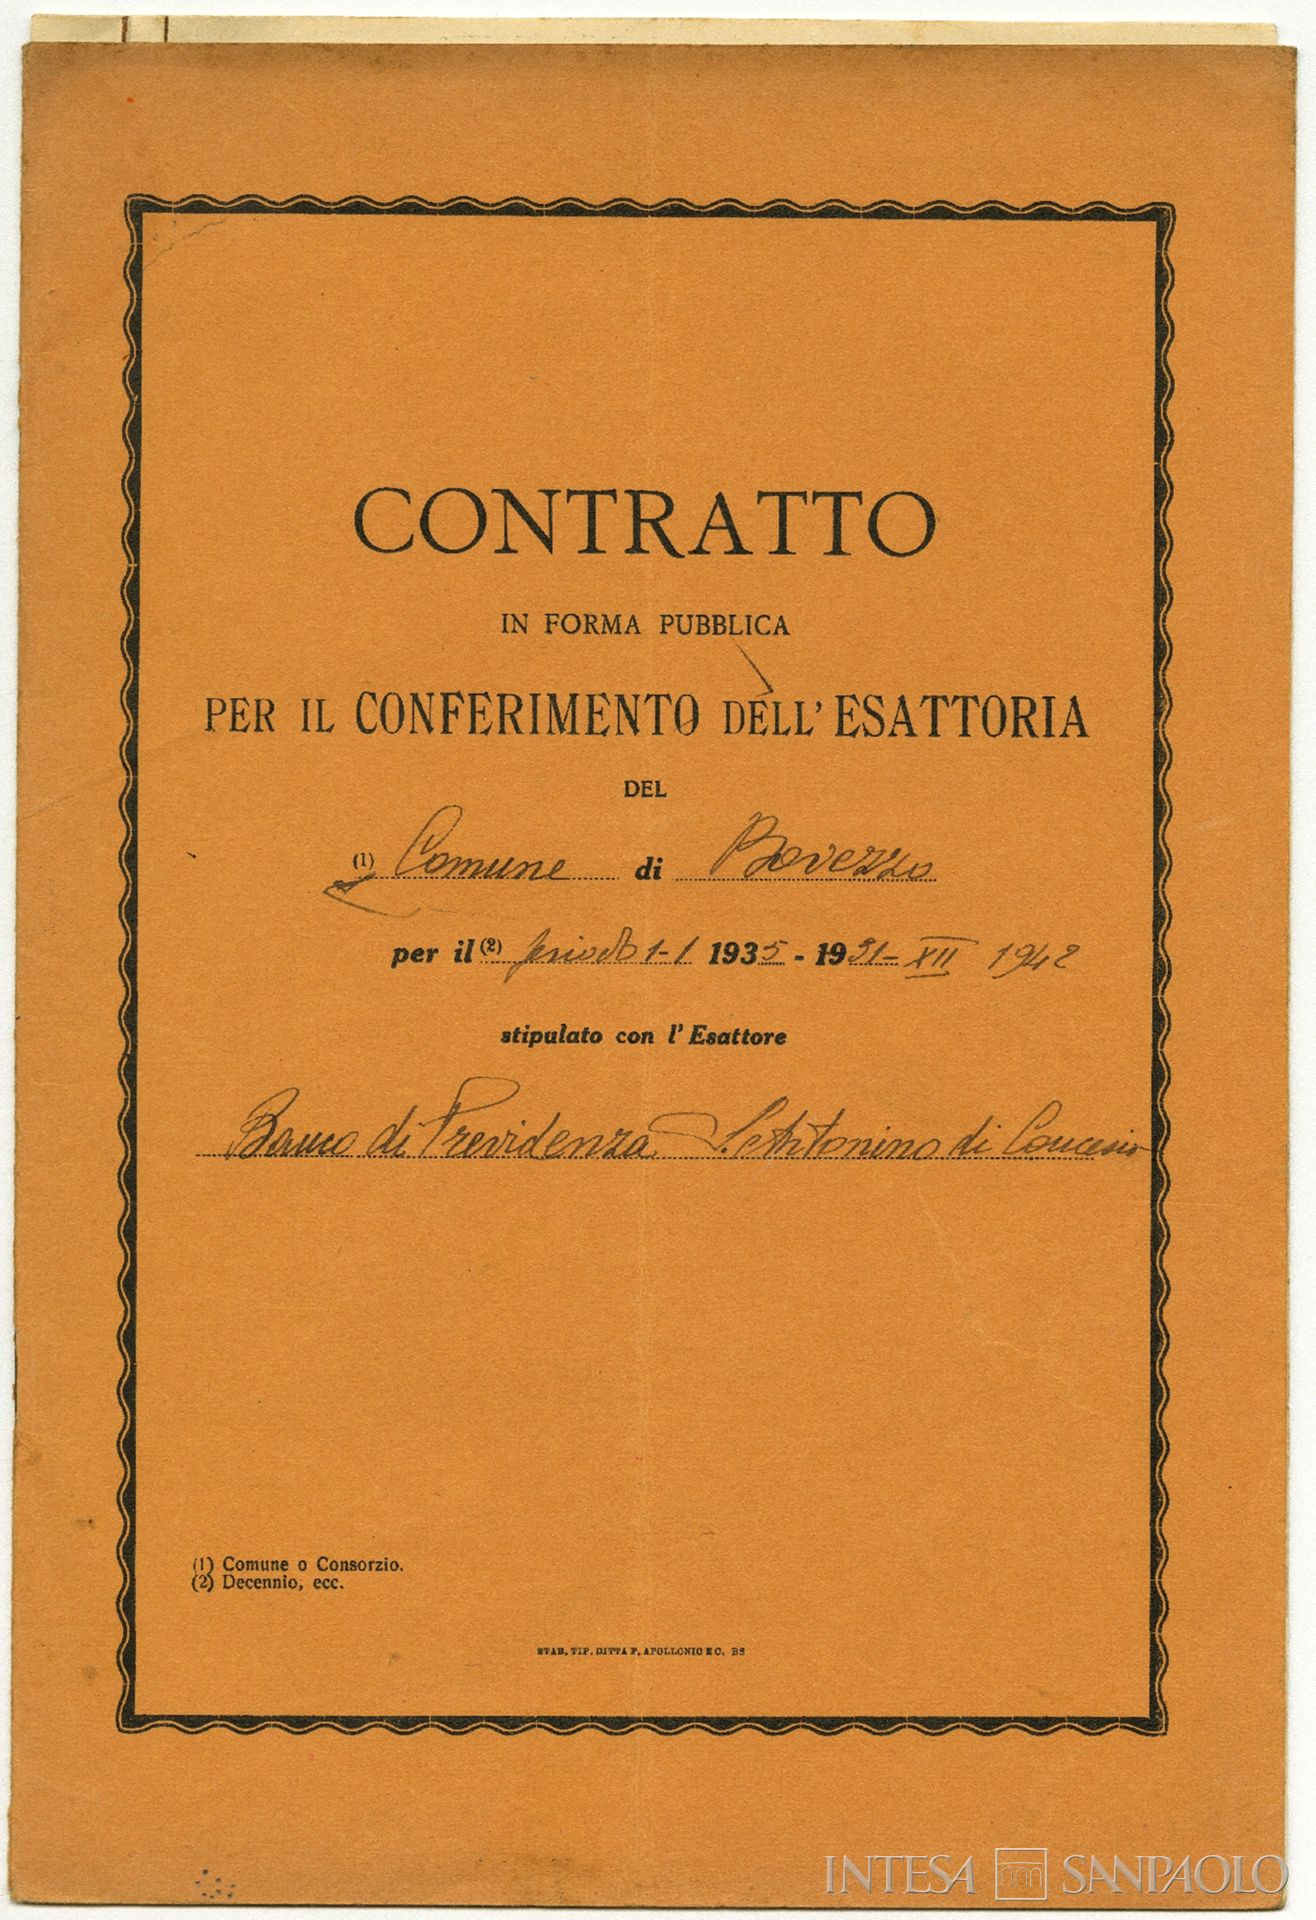 CONTRATTO
IN FORMA PUBBLICA
PER IL CONFERIMENTO DELL' ESATTORIA
DEL
(1) Comune di Bovezzo
per il (2) periodo 1-1 1935 - 1931-XII 1942
stipulato con l' Esattore
Banco di Previdenza S. Antonino di Concesio
(1) Comune o Consorzio.
(2) Decennio, ecc.
STAB. TIP. DITTA F. APOLLONIO E C. BS
INTESA SANPAOLO